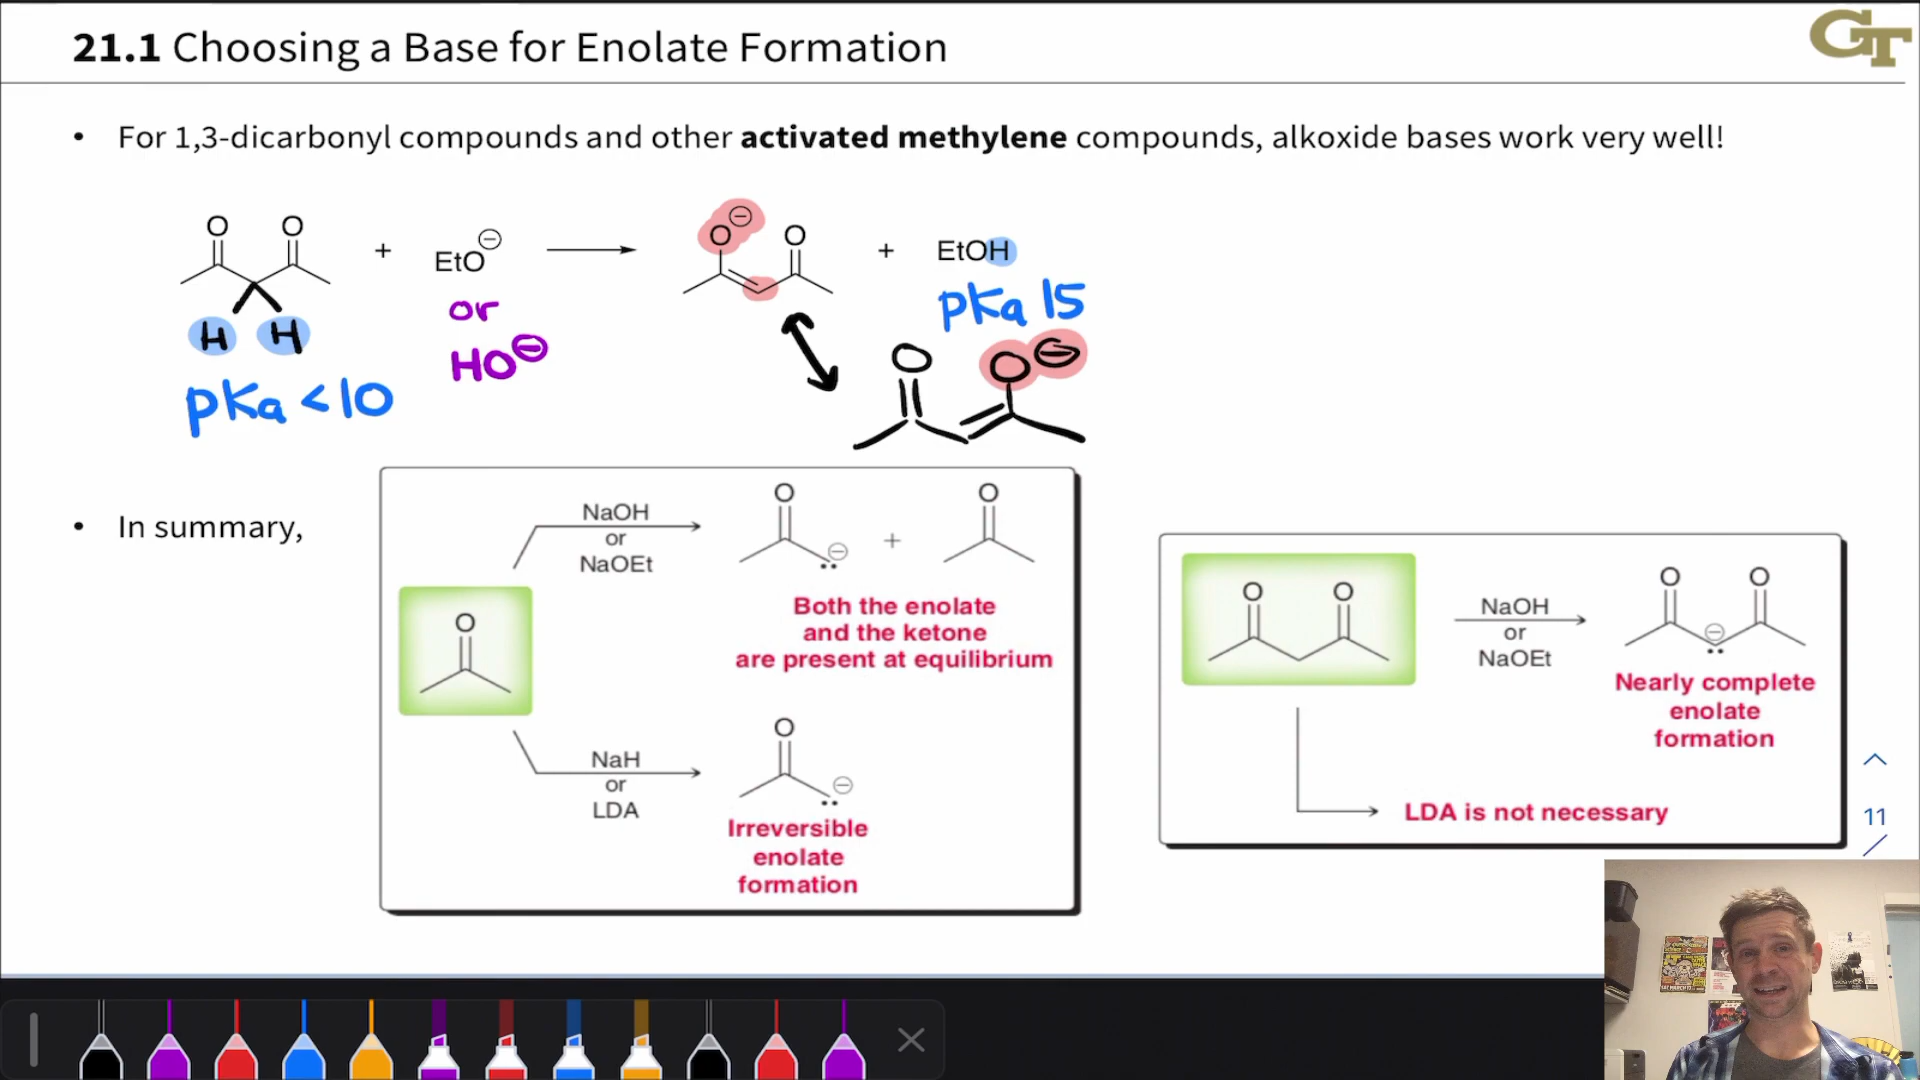 21.1 Choosing a Base for Enolate Formation
GT
• For 1,3-dicarbonyl compounds and other activated methylene compounds, alkoxide bases work very well!
O O + EtO⊖ O⊖ O + EtOH
H H
or
HO⊖
pKa 15
pKa <10
O O⊖
• In summary,
O
NaOH
or
NaOEt
O ⊖ + O
Both the enolate
and the ketone
are present at equilibrium
NaH
or
LDA
O ⊖
Irreversible
enolate
formation
O O
NaOH
or
NaOEt
O O ⊖
Nearly complete
enolate
formation
LDA is not necessary
11